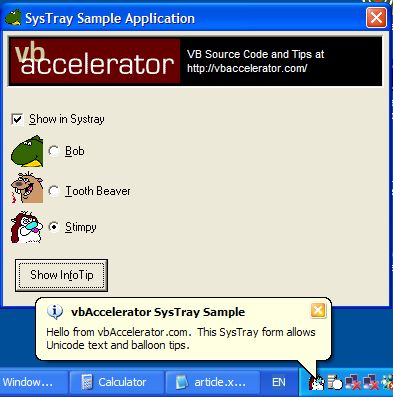 SysTray Sample Application
vb
accelerator
VB Source Code and Tips at
http://vbaccelerator.com/
Show in Systray
Bob
Tooth Beaver
Stimpy
Show InfoTip
vbAccelerator SysTray Sample
Hello from vbAccelerator.com. This SysTray form allows
Unicode text and balloon tips.
Window... Calculator article.x... EN